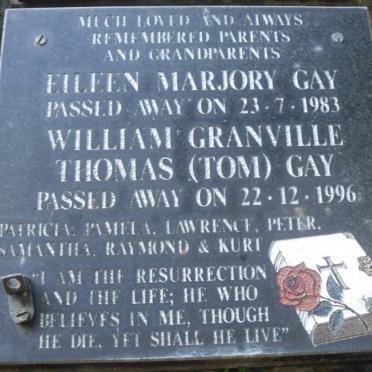 MUCH LOVED AND ALWAYS
REMEMBERED PARENTS
AND GRANDPARENTS
EILEEN MARJORY GAY
PASSED AWAY ON 23·7·1983
WILLIAM GRANVILLE
THOMAS (TOM) GAY
PASSED AWAY ON 22·12·1996
PATRICIA, PAMELA, LAWRENCE, PETER,
SAMANTHA, RAYMOND & KURT
"I AM THE RESURRECTION
AND THE LIFE; HE WHO
BELIEVES IN ME, THOUGH
HE DIE, YET SHALL HE LIVE"